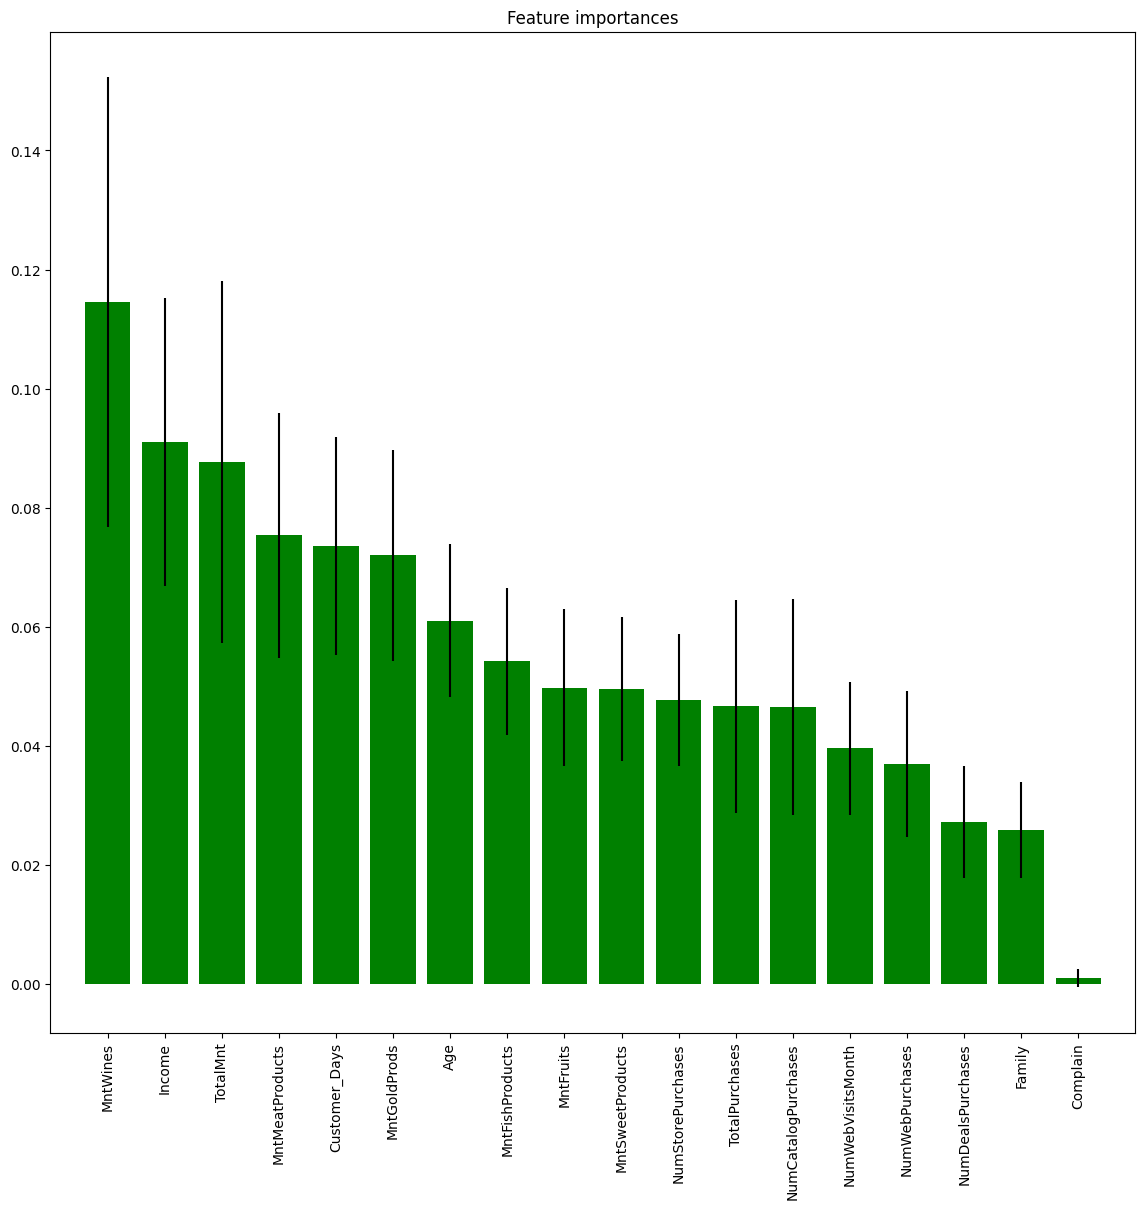 Feature importances
0.14
0.12
0.10
0.08
0.06
0.04
0.02
0.00
MntWines
Income
TotalMnt
MntMeatProducts
Customer_Days
MntGoldProds
Age
MntFishProducts
MntFruits
MntSweetProducts
NumStorePurchases
TotalPurchases
NumCatalogPurchases
NumWebVisitsMonth
NumWebPurchases
NumDealsPurchases
Family
Complain